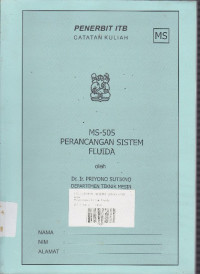 PENERBIT ITB
CATATAN KULIAH
MS
MS-505
PERANCANGAN SISTEM
FLUIDA
oleh
Dr. Ir. PRIYONO SUTIKNO
DEPARTEMEN TEKNIK MESIN
NAMA
NIM
ALAMAT